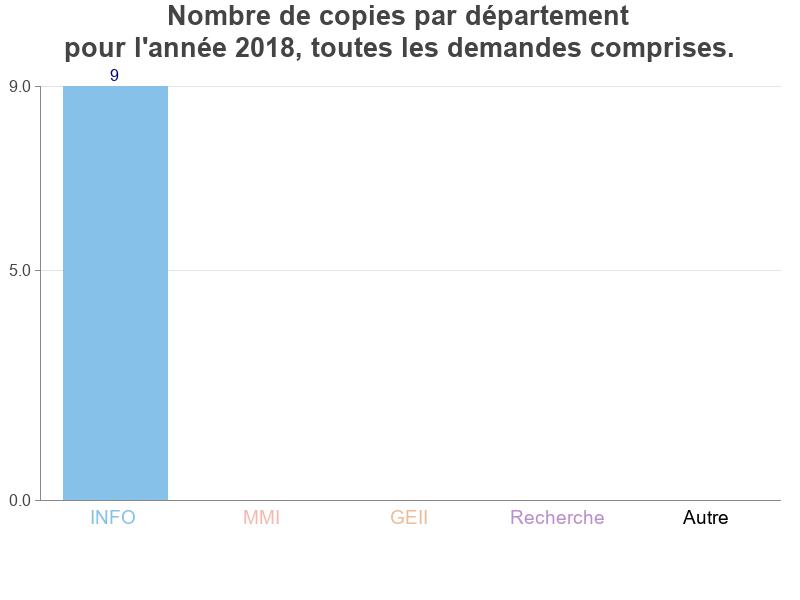 Nombre de copies par département
pour l'année 2018, toutes les demandes comprises.
9
9.0
5.0
0.0
INFO MMI GEII Recherche Autre